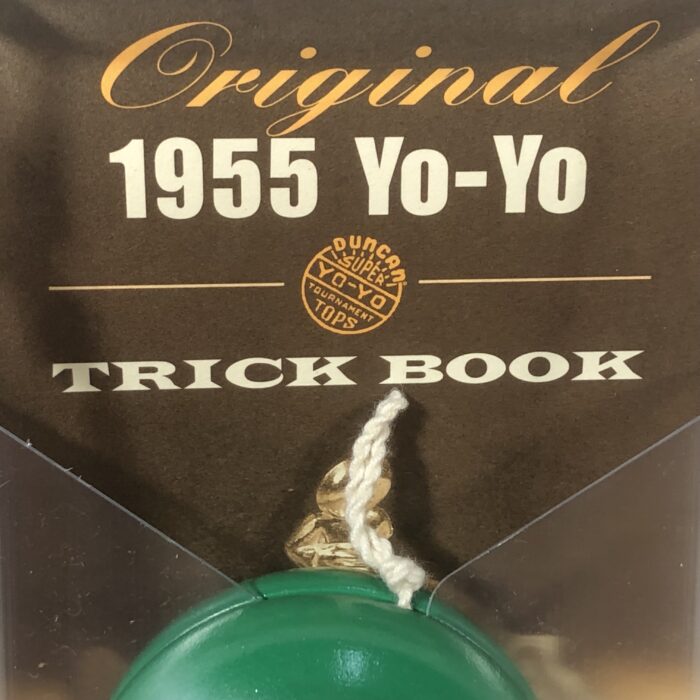 Original
1955 Yo-Yo
DUNCAN
SUPER
YO-YO
TOURNAMENT
TOPS
TRICK BOOK